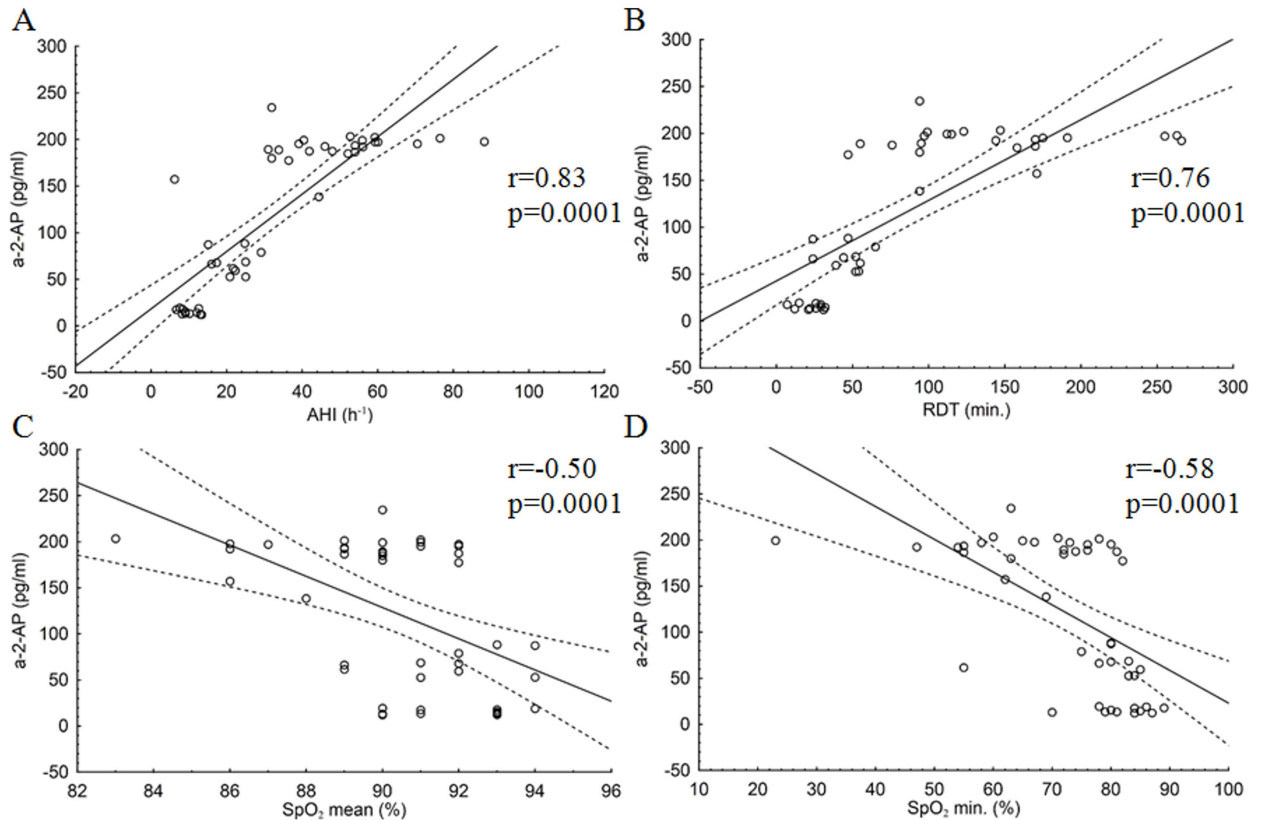 A
300
250
200
150
100
50
0
-50
a-2-AP (pg/ml)
r=0.83
p=0.0001
-20 0 20 40 60 80 100 120
AHI (h⁻¹)
B
300
250
200
150
100
50
0
-50
a-2-AP (pg/ml)
r=0.76
p=0.0001
-50 0 50 100 150 200 250 300
RDT (min.)
C
300
250
200
150
100
50
0
-50
a-2-AP (pg/ml)
r=-0.50
p=0.0001
82 84 86 88 90 92 94 96
SpO₂ mean (%)
D
300
250
200
150
100
50
0
-50
a-2-AP (pg/ml)
r=-0.58
p=0.0001
10 20 30 40 50 60 70 80 90 100
SpO₂ min. (%)